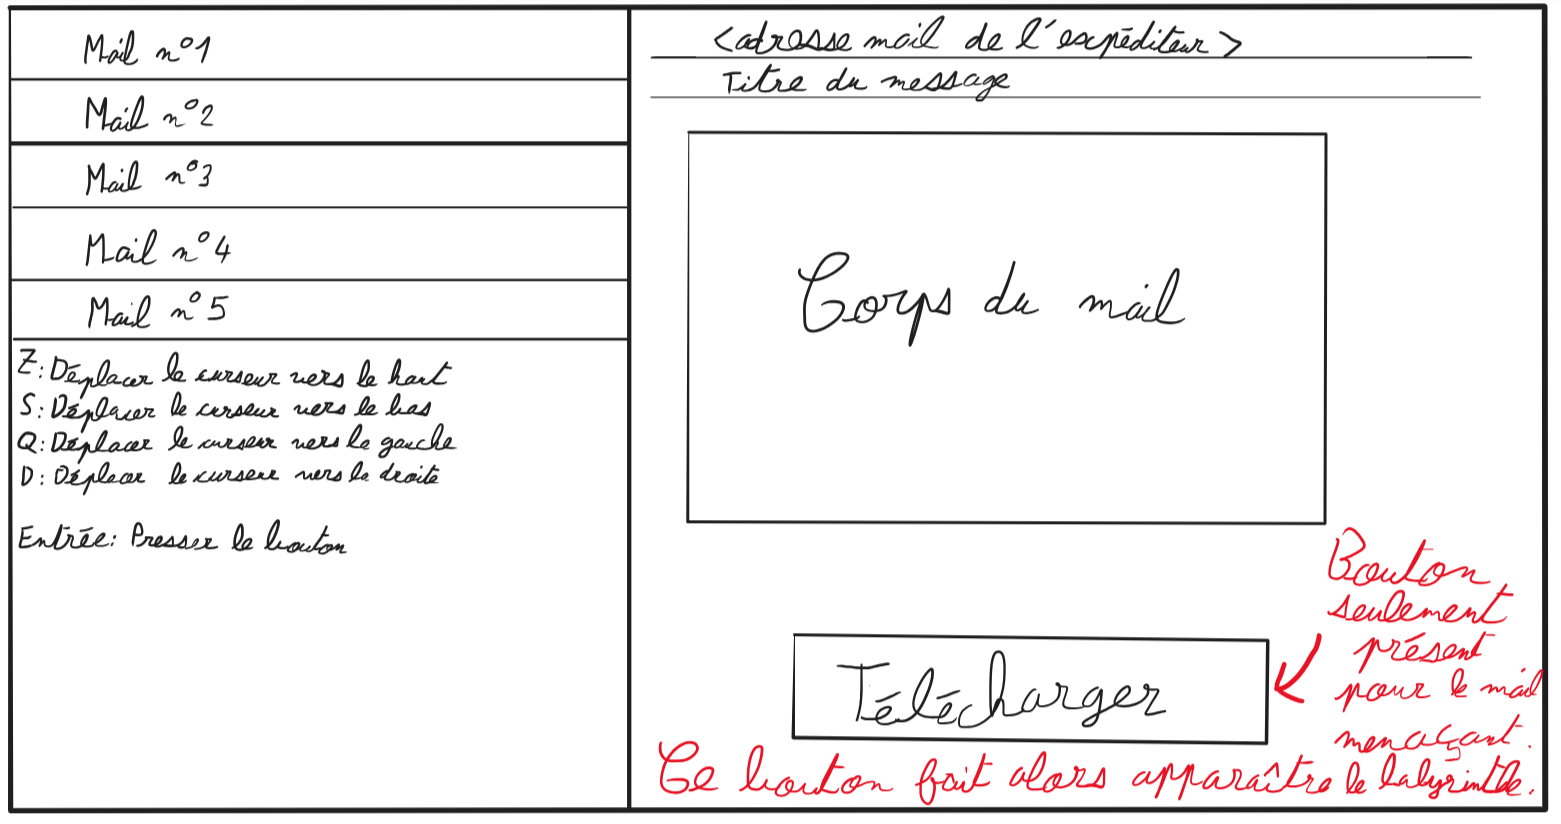 Mail n°1
Mail n°2
Mail n°3
Mail n°4
Mail n°5
Z: Déplacer le curseur vers le haut
S: Déplacer le curseur vers le bas
Q: Déplacer le curseur vers la gauche
D: Déplacer le curseur vers la droite
Entrée: Presser le bouton
<adresse mail de l'expéditeur>
Titre du message
Corps du mail
Télécharger
Bouton
seulement
présent
pour le mail
menaçant.
Ce bouton fait alors apparaître le labyrinthe.